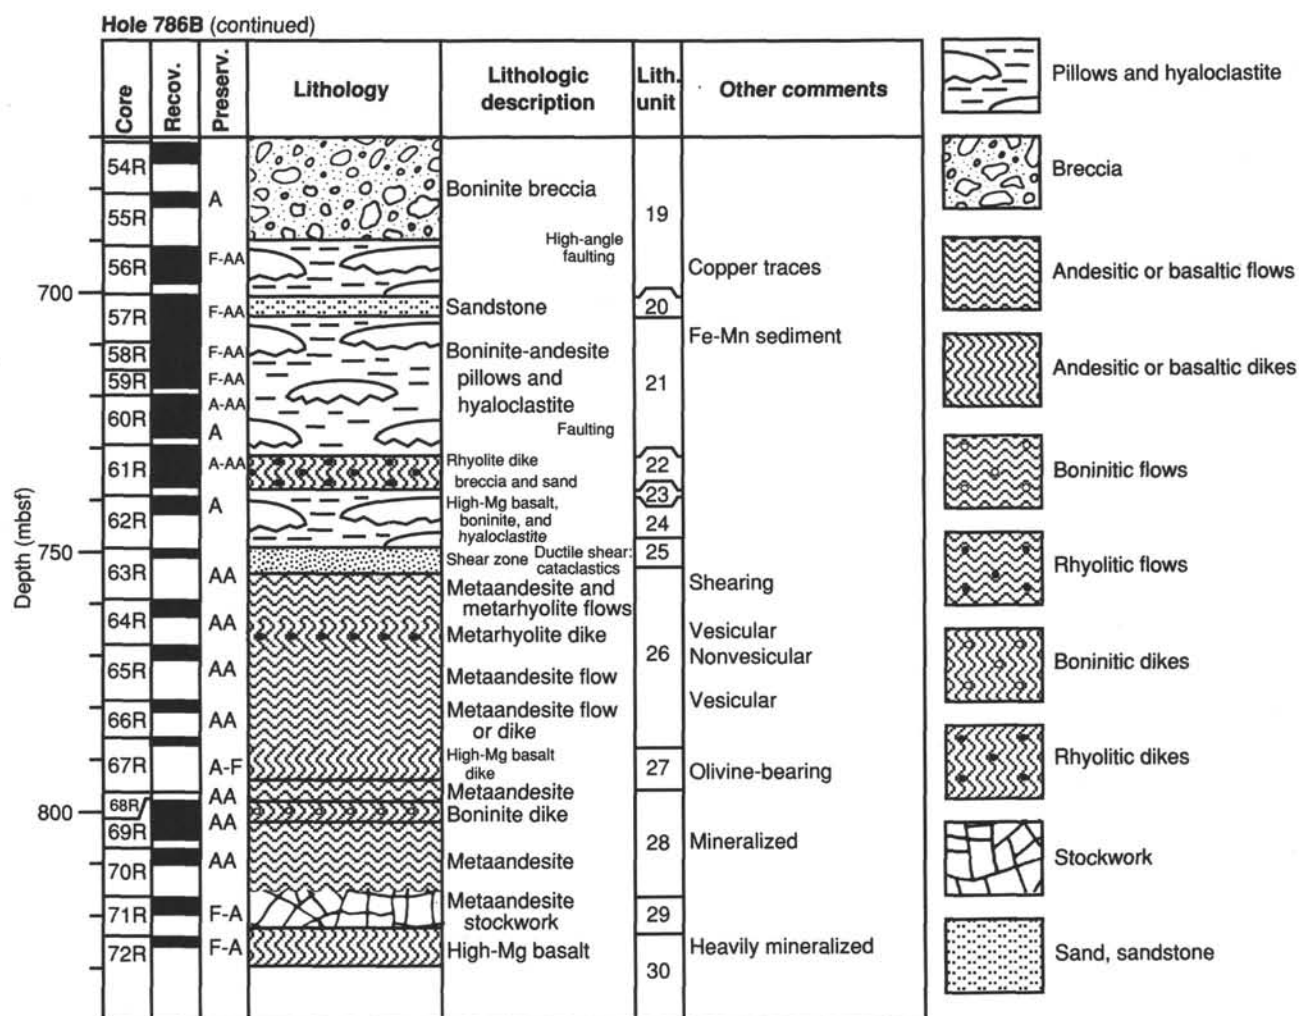 Hole 786B (continued)
Core
Recov.
Preserv.
Lithology
Lithologic
description
Lith.
unit
Other comments
Depth (mbsf)
700
750
800
54R
55R
56R
57R
58R
59R
60R
61R
62R
63R
64R
65R
66R
67R
68R
69R
70R
71R
72R
A
F-AA
F-AA
F-AA
F-AA
A-AA
A
A-AA
A
AA
AA
AA
AA
A-F
AA
AA
AA
F-A
F-A
Boninite breccia
High-angle
faulting
Sandstone
Boninite-andesite
pillows and
hyaloclastite
Faulting
Rhyolite dike
breccia and sand
High-Mg basalt,
boninite, and
hyaloclastite
Shear zone
Ductile shear:
cataclastics
Metaandesite and
metarhyolite flows
Metarhyolite dike
Metaandesite flow
Metaandesite flow
or dike
High-Mg basalt
dike
Metaandesite
Boninite dike
Metaandesite
Metaandesite
stockwork
High-Mg basalt
19
20
21
22
23
24
25
26
27
28
29
30
Copper traces
Fe-Mn sediment
Shearing
Vesicular
Nonvesicular
Vesicular
Olivine-bearing
Mineralized
Heavily mineralized
Pillows and hyaloclastite
Breccia
Andesitic or basaltic flows
Andesitic or basaltic dikes
Boninitic flows
Rhyolitic flows
Boninitic dikes
Rhyolitic dikes
Stockwork
Sand, sandstone